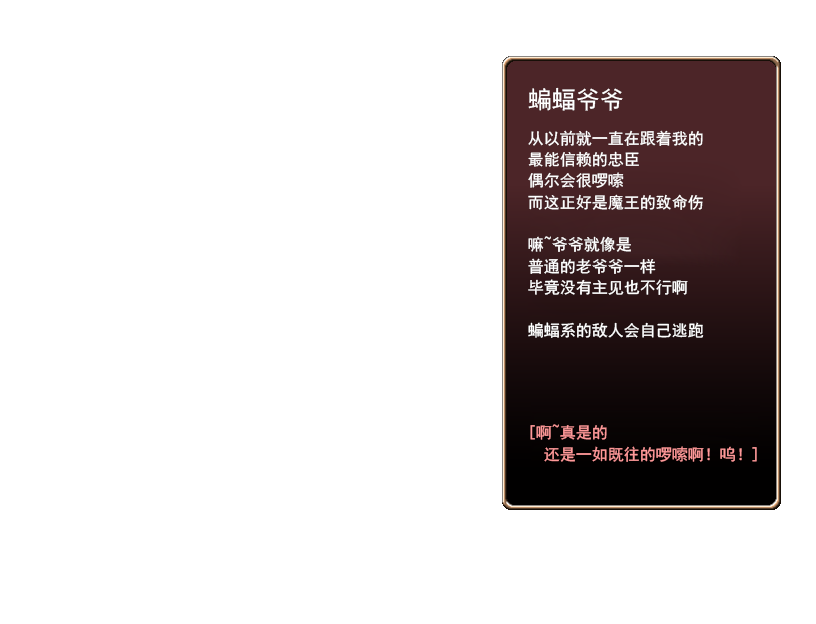 蝙蝠爷爷
从以前就一直在跟着我的
最能信赖的忠臣
偶尔会很啰嗦
而这正好是魔王的致命伤
嘛~爷爷就像是
普通的老爷爷一样
毕竟没有主见也不行啊
蝙蝠系的敌人会自己逃跑
[啊~真是的
还是一如既往的啰嗦啊！呜！]